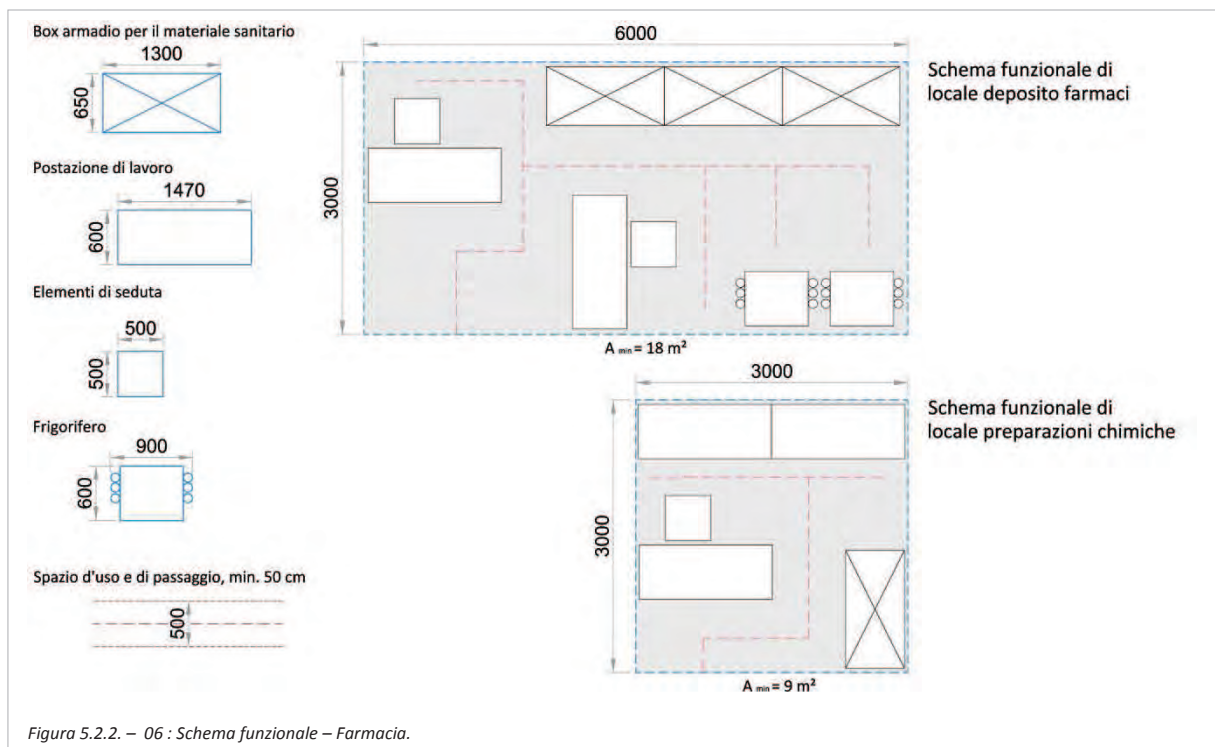 Box armadio per il materiale sanitario
1300
650
Postazione di lavoro
1470
600
Elementi di seduta
500
500
Frigorifero
900
600
Spazio d'uso e di passaggio, min. 50 cm
500
6000
3000
A min = 18 m²
Schema funzionale di
locale deposito farmaci
3000
3000
A min = 9 m²
Schema funzionale di
locale preparazioni chimiche
Figura 5.2.2. – 06 : Schema funzionale – Farmacia.